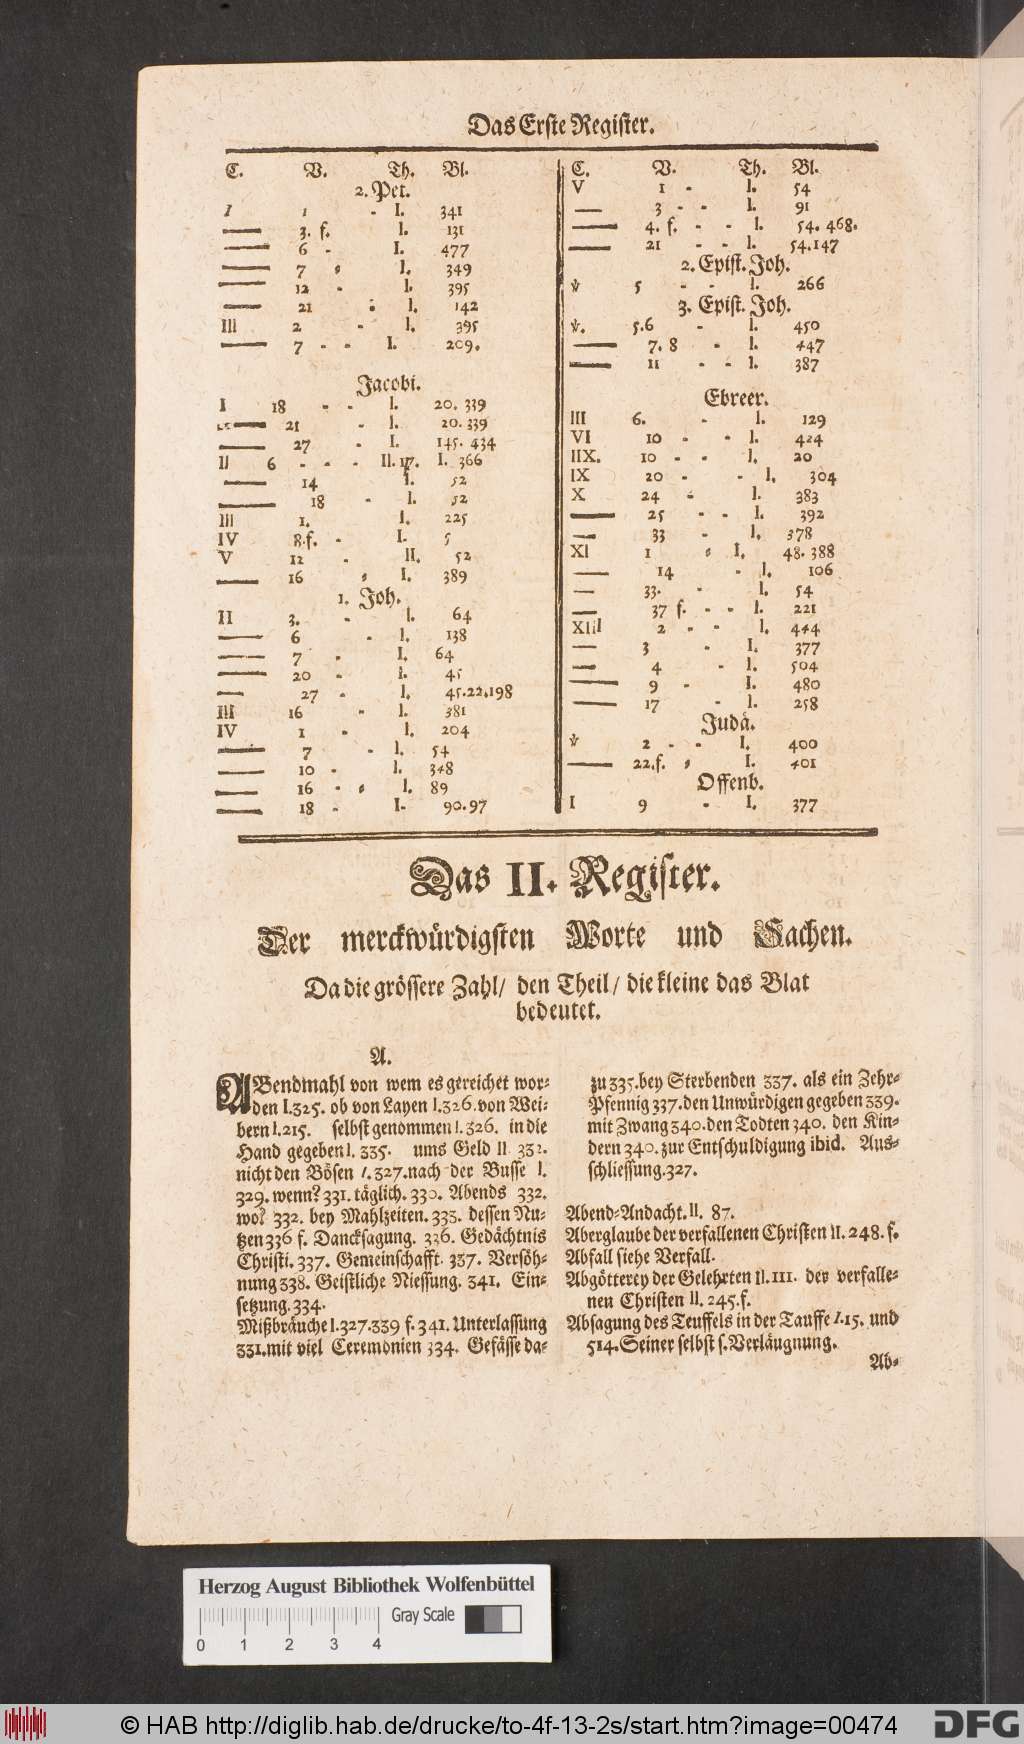 Das Erste Register.
C. V. Th. Bl.
2. Pet.
I 1 - I. 341
—— 3. f. I. 131
—— 6 - I. 477
—— 7 - I. 349
—— 12 - I. 395
—— 21 - I. 142
III 2 - I. 395
—— 7 - - I. 209.
Jacobi.
I 18 - - I. 20. 339
—— 21 - I. 20. 339
—— 27 - I. 145. 434
II 6 - - - II. 17. I. 366
—— 14 I. 52
—— 18 - I. 52
III 1. I. 225
IV 8.f. - I. 5
V 12 - II. 52
—— 16 - I. 389
1. Joh.
II 3. - I. 64
—— 6 - I. 138
—— 7 - I. 64
—— 20 - I. 45
—— 27 - I. 45.22.198
III 16 - I. 381
IV 1 - I. 204
—— 7 - I. 54
—— 10 - I. 348
—— 16 - - I. 89
—— 18 - I. 90.97
C. V. Th. Bl.
V 1 - I. 54
—— 3 - - I. 91
—— 4. f. - - I. 54. 468.
—— 21 - - I. 54.147
2. Epist. Joh.
v 5 - - I. 266
3. Epist. Joh.
v. 5.6 - I. 450
—— 7. 8 - I. 447
—— 11 - - I. 387
Ebreer.
III 6. - I. 129
VI 10 - - I. 424
IIX. 10 - - I. 20
IX 20 - - I. 304
X 24 - I. 383
—— 25 - - I. 392
—— 33 - I. 378
XI 1 - I. 48. 388
—— 14 - I. 106
—— 33. - I. 54
—— 37 f. - - I. 221
XIII 2 - - I. 444
—— 3 - I. 377
—— 4 - I. 504
—— 9 - I. 480
—— 17 - I. 258
Judä.
v 2 - - I. 400
—— 22.f. - I. 401
Offenb.
I 9 - I. 377
Das II. Register.
Der merckwürdigsten Worte und Sachen.
Da die grössere Zahl/ den Theil/ die kleine das Blat
bedeutet.
A.
ABendmahl von wem es gereichet wor-
den I.325. ob von Layen I.326. von Wei-
bern I.215. selbst genommen I.326. in die
Hand gegeben I. 335. ums Geld II 332.
nicht den Bösen I.327. nach der Busse I.
329. wenn? 331. täglich. 330. Abends 332.
wo? 332. bey Mahlzeiten. 333. dessen Nu-
tzen 336 f. Dancksagung. 336. Gedächtnis
Christi. 337. Gemeinschafft. 337. Versöh-
nung 338. Geistliche Niessung. 341. Ein-
setzung. 334.
Mißbräuche I.327.339 f. 341. Unterlassung
331. mit viel Ceremonien 334. Gefässe da-
zu 335. bey Sterbenden 337. als ein Zehr-
Pfennig 337. den Unwürdigen gegeben 339.
mit Zwang 340. den Todten 340. den Kin-
dern 340. zur Entschuldigung ibid. Aus-
schliessung. 327.
Abend-Andacht. II. 87.
Aberglaube der verfallenen Christen II. 248. f.
Abfall siehe Verfall.
Abgötterey der Gelehrten II. 111. der verfalle-
nen Christen II. 245.f.
Absagung des Teuffels in der Tauffe I.15. und
514. Seiner selbst s. Verläugnung.
Ab-
Herzog August Bibliothek Wolfenbüttel
Gray Scale
0 1 2 3 4
© HAB http://diglib.hab.de/drucke/to-4f-13-2s/start.htm?image=00474
DFG